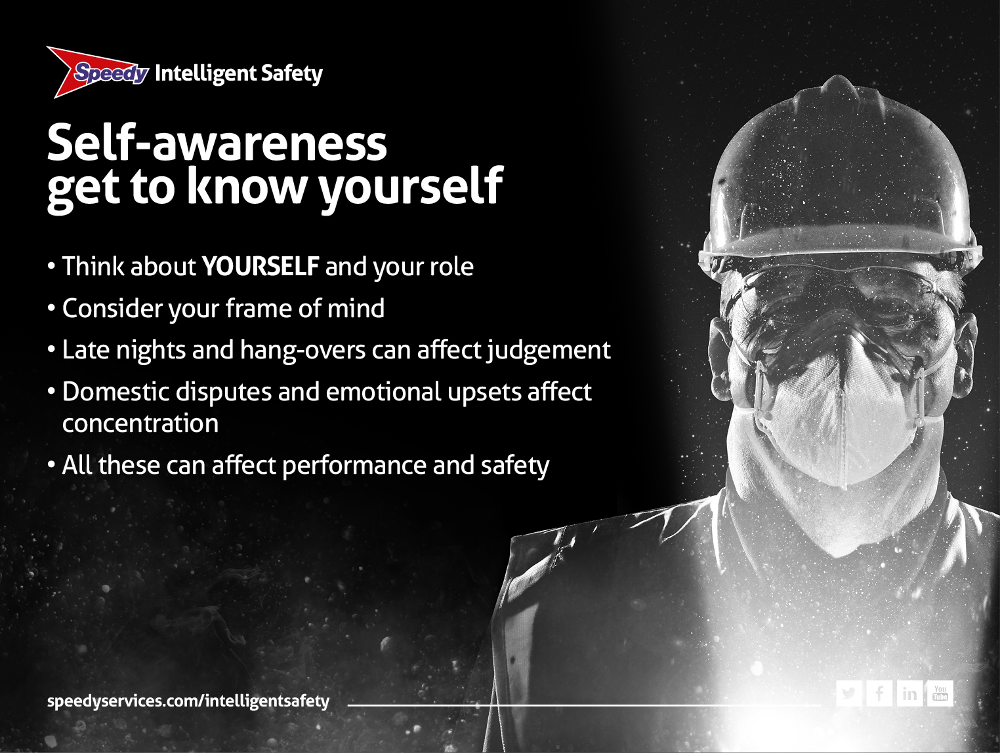 Speedy Intelligent Safety
Self-awareness
get to know yourself
• Think about YOURSELF and your role
• Consider your frame of mind
• Late nights and hang-overs can affect judgement
• Domestic disputes and emotional upsets affect
concentration
• All these can affect performance and safety
speedyservices.com/intelligentsafety
f in You Tube